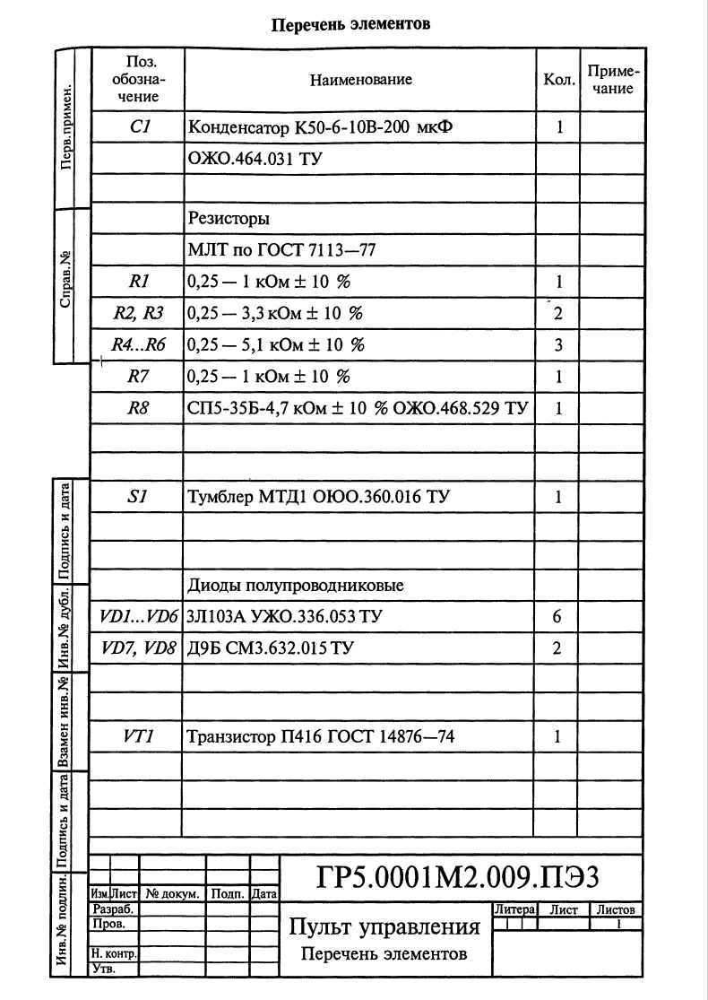 Перечень элементов
Поз. обозна- чение Наименование Кол. Приме- чание
C1 Конденсатор К50-6-10В-200 мкФ 1
ОЖО.464.031 ТУ
Резисторы
МЛТ по ГОСТ 7113—77
R1 0,25 — 1 кОм ± 10 % 1
R2, R3 0,25 — 3,3 кОм ± 10 % 2
R4...R6 0,25 — 5,1 кОм ± 10 % 3
R7 0,25 — 1 кОм ± 10 % 1
R8 СП5-35Б-4,7 кОм ± 10 % ОЖО.468.529 ТУ 1
S1 Тумблер МТД1 ОЮО.360.016 ТУ 1
Диоды полупроводниковые
VD1...VD6 3Л103А УЖО.336.053 ТУ 6
VD7, VD8 Д9Б СМ3.632.015 ТУ 2
VT1 Транзистор П416 ГОСТ 14876—74 1
Перв.примен.
Справ.№
Подпись и дата
Инв.№ дубл.
Взамен инв.№
Подпись и дата
Инв.№ подлин.
ГР5.0001М2.009.ПЭ3
Изм. Лист № докум. Подп. Дата
Разраб.
Пров.
Н. контр.
Утв.
Пульт управления
Перечень элементов
Литера Лист Листов
1